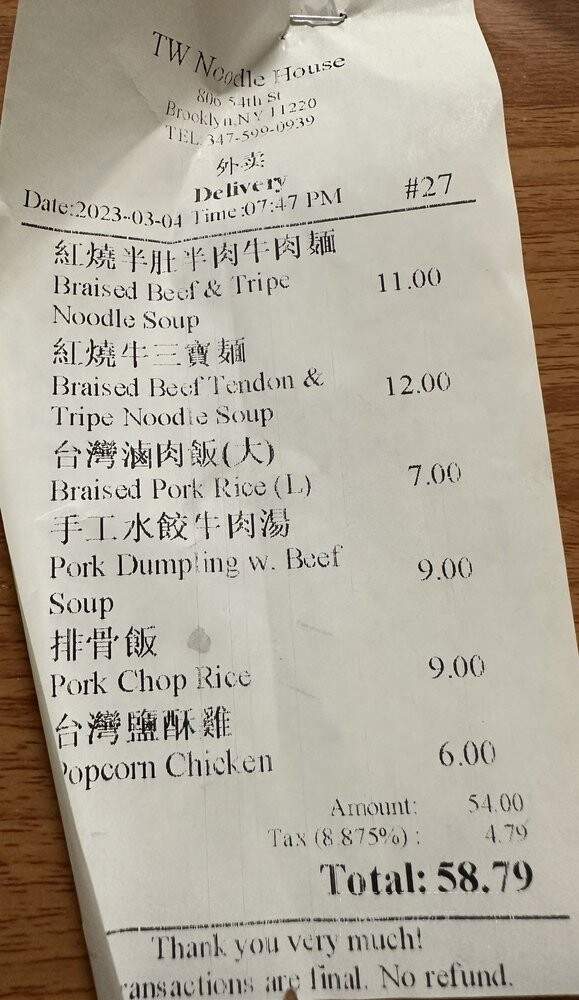 TW Noodle House
806 54th St
Brooklyn,NY 11220
TEL. 347-599-0939
外卖
Delivery
Date:2023-03-04 Time:07:47 PM #27
紅燒半肚半肉牛肉麵
Braised Beef & Tripe 11.00
Noodle Soup
紅燒牛三寶麵
Braised Beef Tendon & 12.00
Tripe Noodle Soup
台灣滷肉飯(大)
Braised Pork Rice (L) 7.00
手工水餃牛肉湯
Pork Dumpling w. Beef 9.00
Soup
排骨飯
Pork Chop Rice 9.00
台灣鹽酥雞
Popcorn Chicken 6.00
Amount: 54.00
Tax (8.875%) : 4.79
Total: 58.79
Thank you very much!
ransactions are final. No refund.